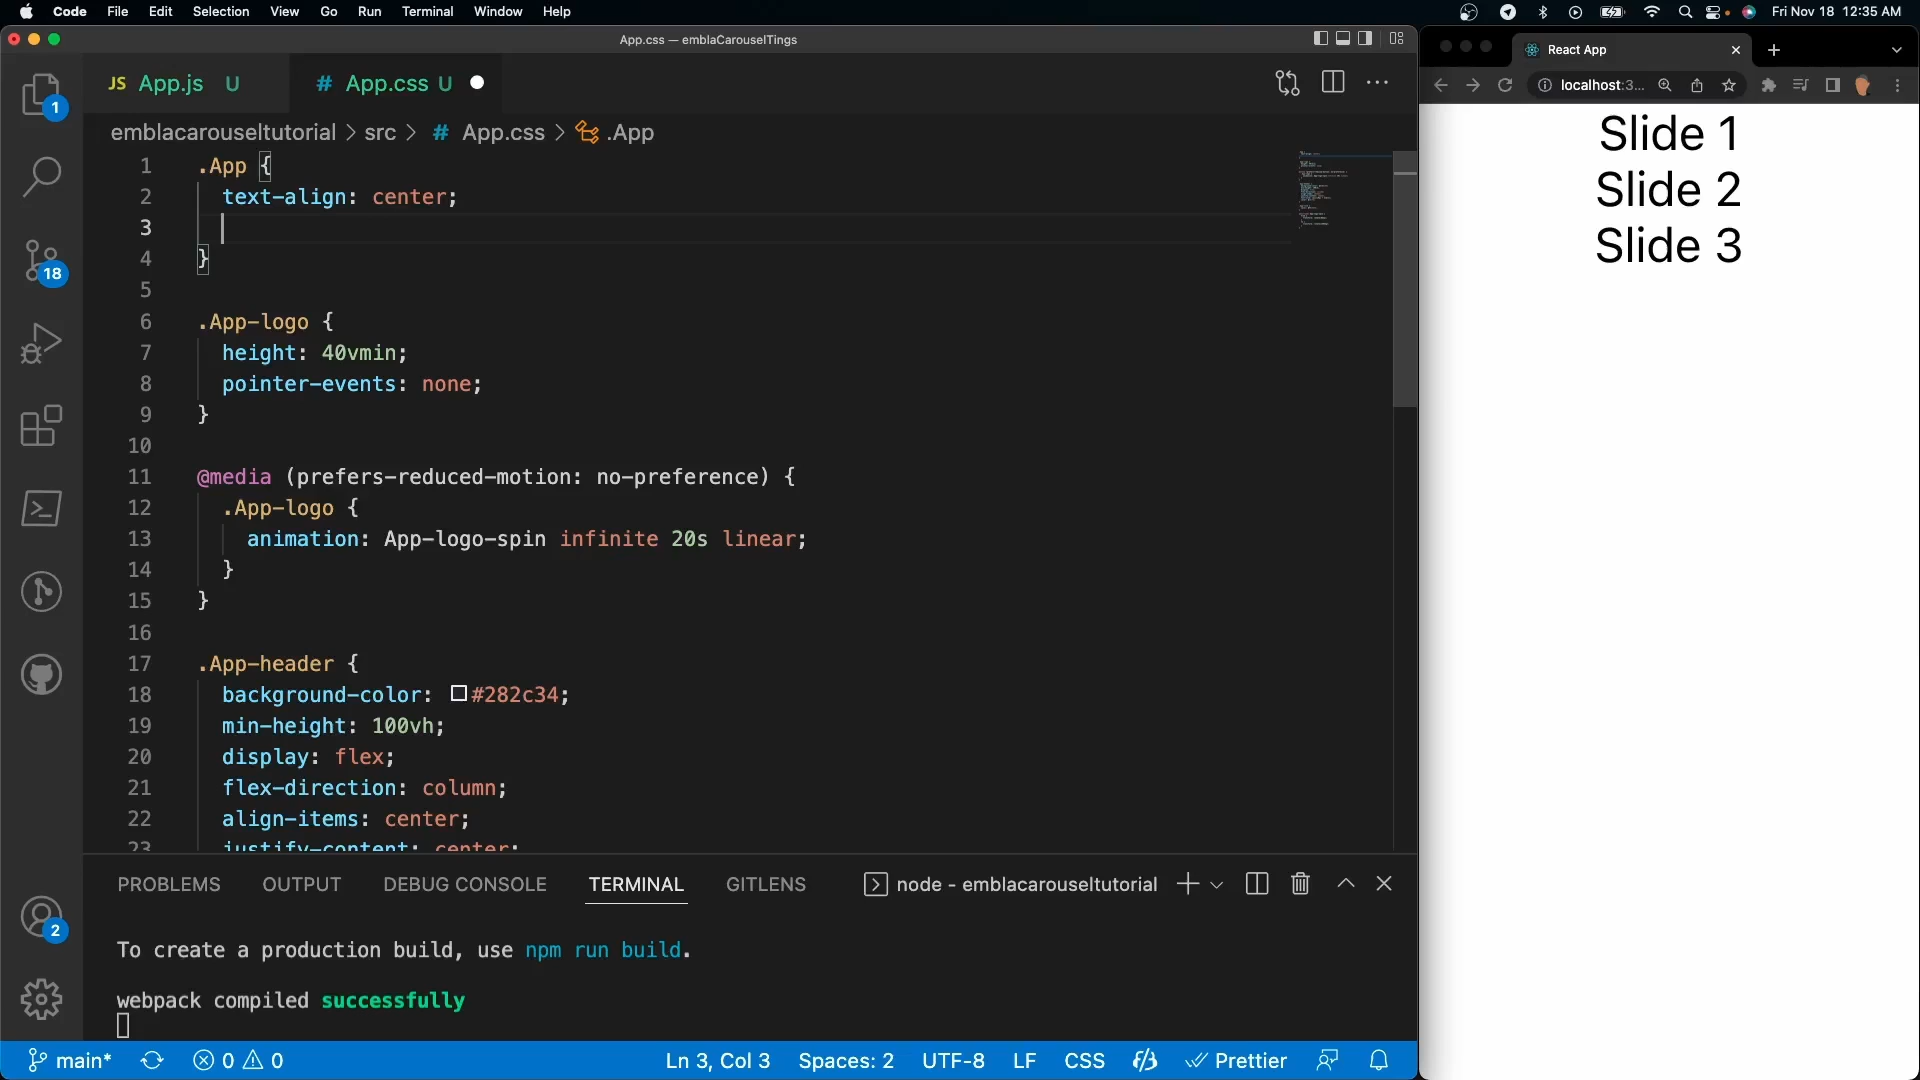 Code File Edit Selection View Go Run Terminal Window Help Fri Nov 18 12:35 AM
App.css — emblaCarouselTings
React App
JS App.js U # App.css U
localhost:3...
emblacarouseltutorial > src > # App.css > .App
1 .App {
2 text-align: center;
3
4 }
5
6 .App-logo {
7 height: 40vmin;
8 pointer-events: none;
9 }
10
11 @media (prefers-reduced-motion: no-preference) {
12 .App-logo {
13 animation: App-logo-spin infinite 20s linear;
14 }
15 }
16
17 .App-header {
18 background-color: #282c34;
19 min-height: 100vh;
20 display: flex;
21 flex-direction: column;
22 align-items: center;
23 justify-content: center;
Slide 1
Slide 2
Slide 3
1
18
2
PROBLEMS OUTPUT DEBUG CONSOLE TERMINAL GITLENS node - emblacarouseltutorial
To create a production build, use npm run build.
webpack compiled successfully
main* 0 0 Ln 3, Col 3 Spaces: 2 UTF-8 LF CSS Prettier